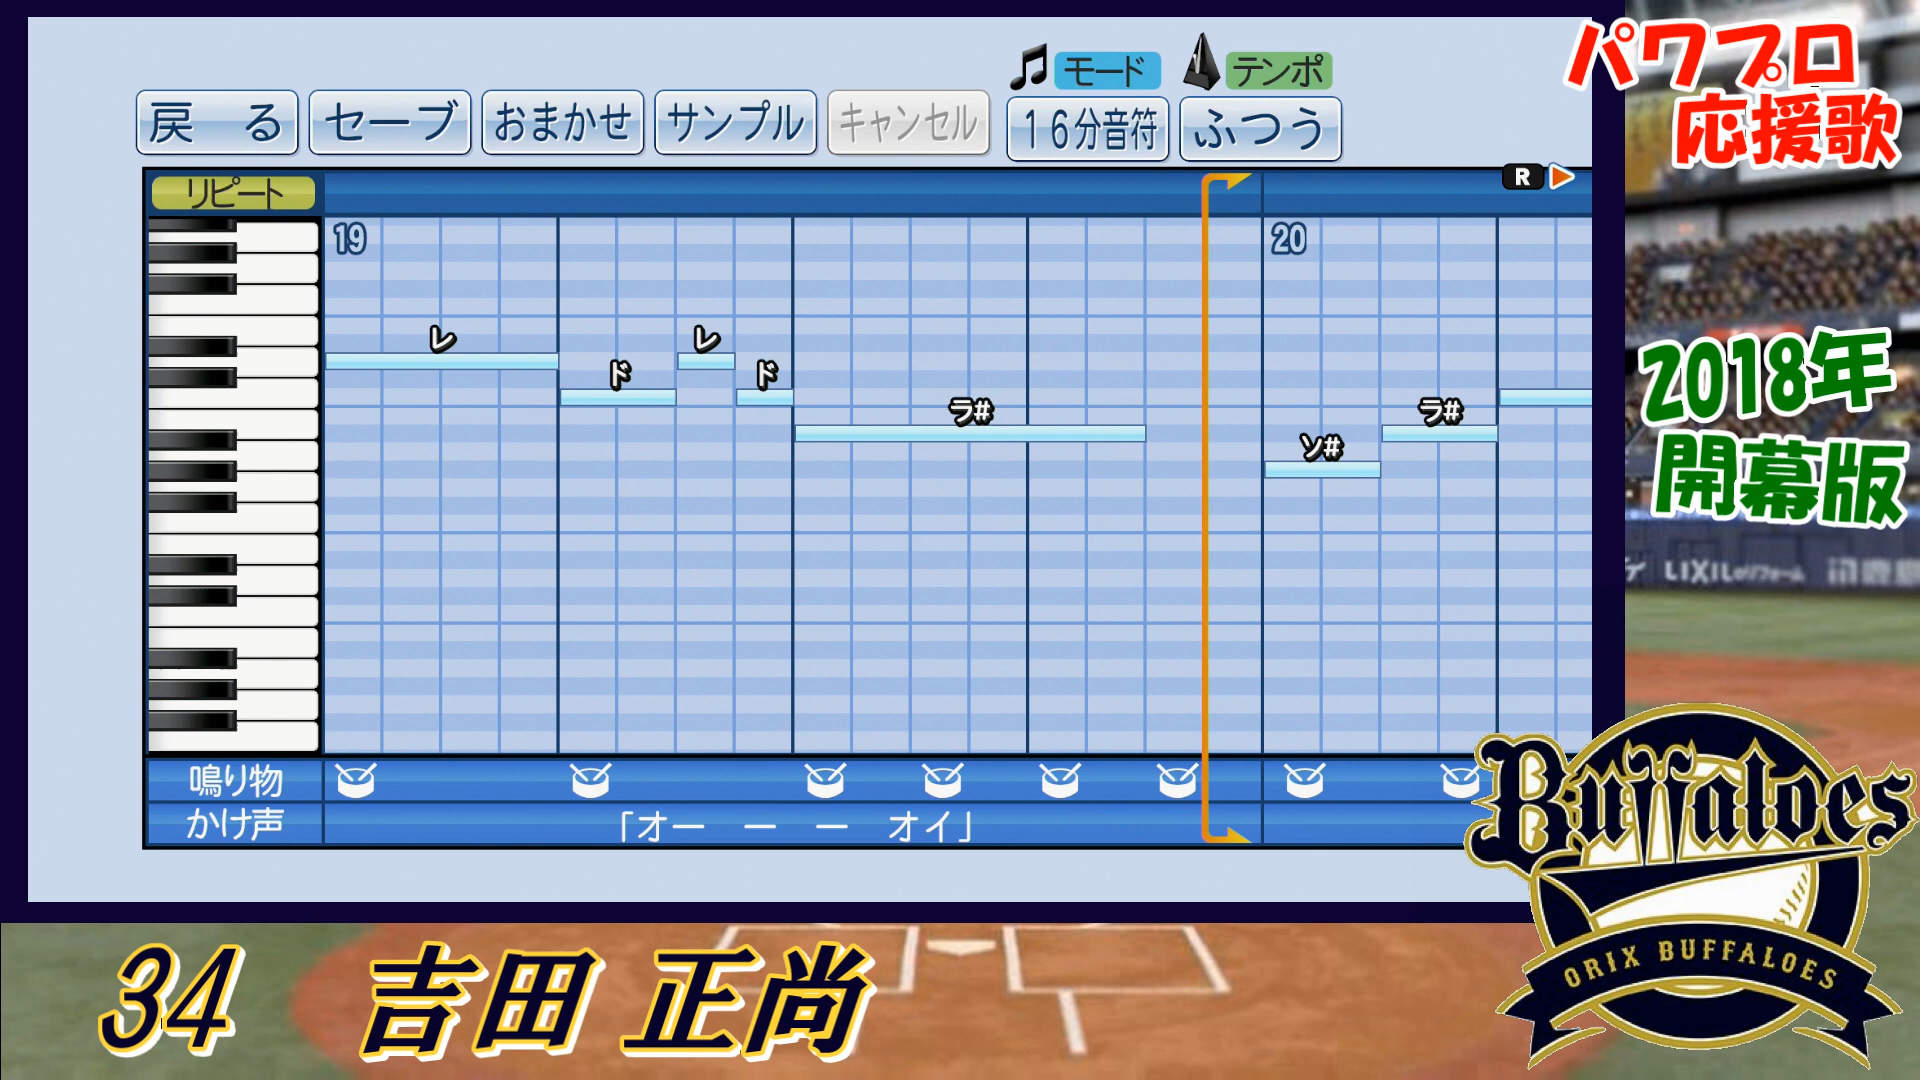 モード
テンポ
戻る
セーブ
おまかせ
サンプル
キャンセル
16分音符
ふつう
リピート
R
19
20
レ
ド
レ
ド
ラ#
ソ#
ラ#
鳴り物
かけ声
「オー ー ー オイ」
パワプロ
応援歌
2018年
開幕版
LIXIL
Buffaloes
ORIX BUFFALOES
34 吉田 正尚